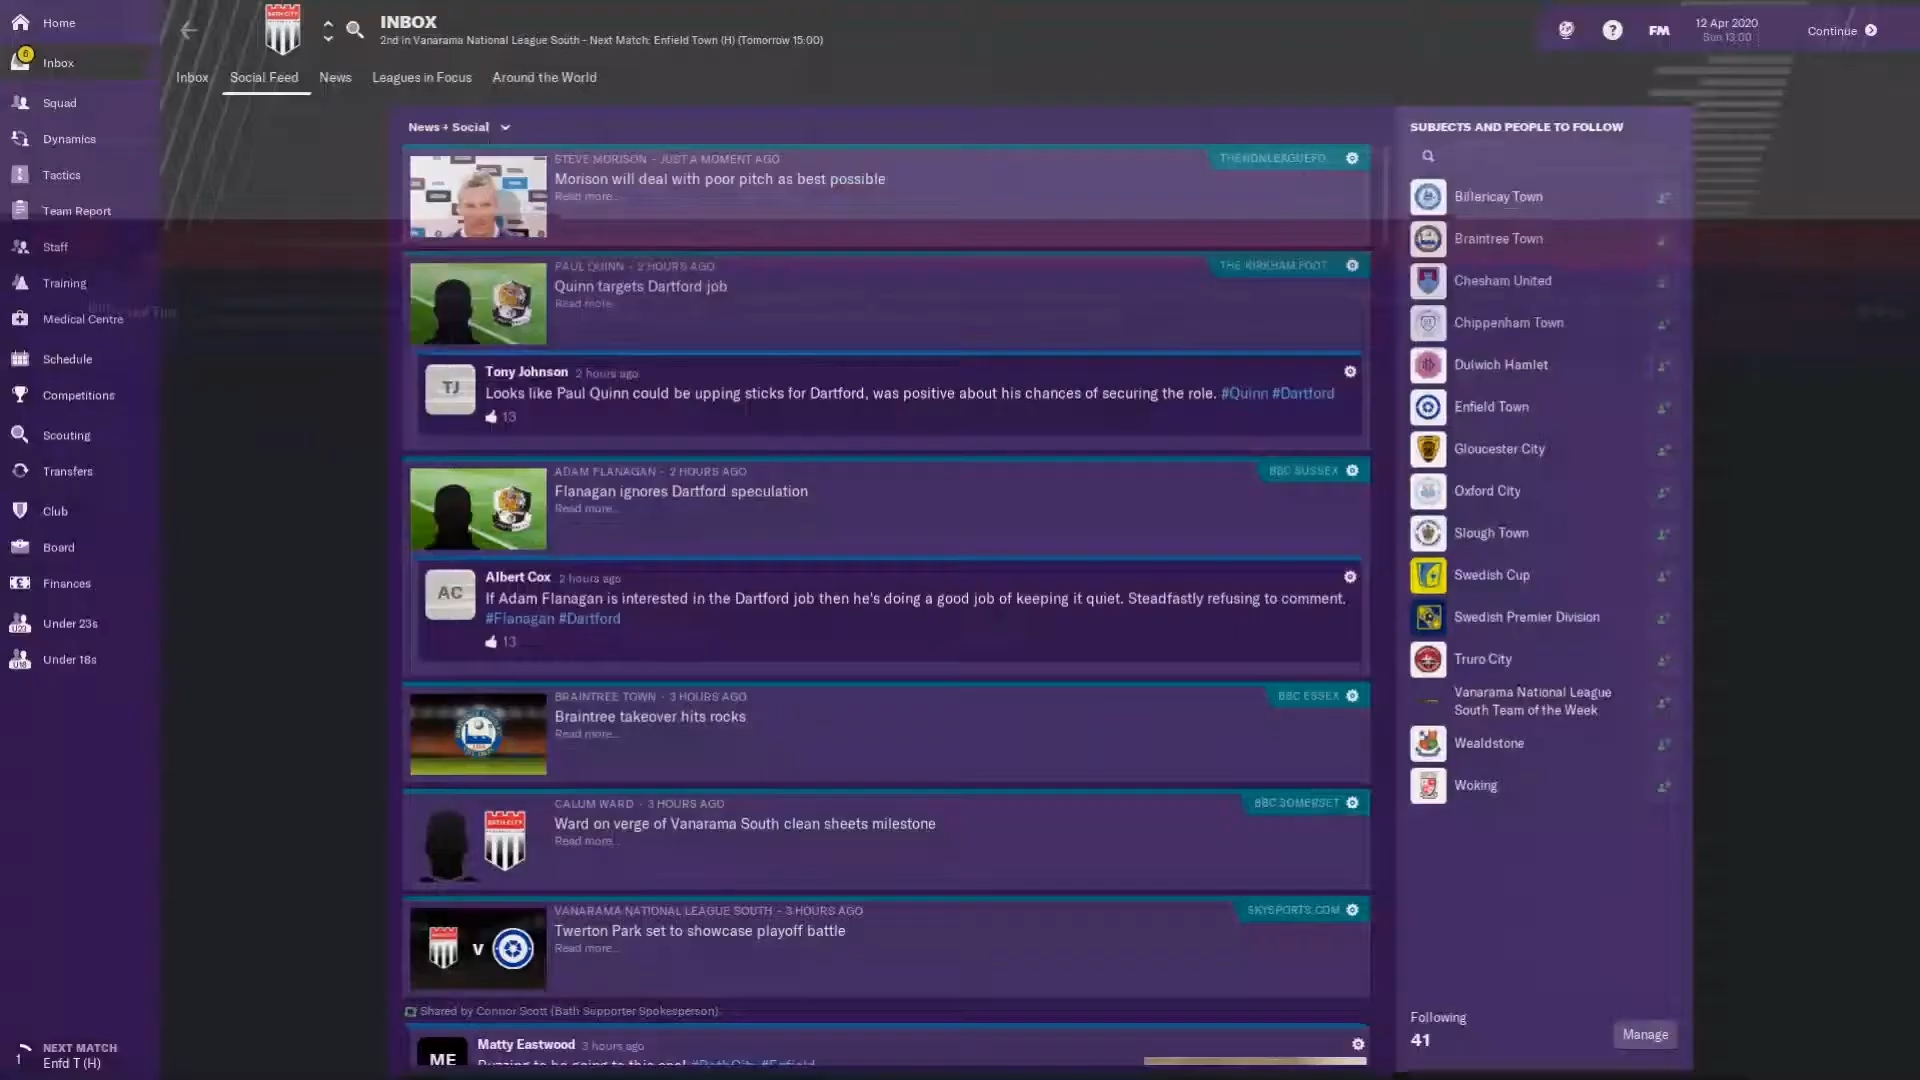 Home
6
Inbox
Squad
Dynamics
Tactics
Team Report
Staff
Training
Medical Centre
Schedule
Competitions
Scouting
Transfers
Club
Board
Finances
Under 23s
Under 18s
1 NEXT MATCH
Enfd T (H)
INBOX
2nd in Vanarama National League South - Next Match: Enfield Town (H) (Tomorrow 15:00)
FM
12 Apr 2020
Sun 13:00
Continue
Inbox Social Feed News Leagues in Focus Around the World
News + Social
STEVE MORISON - JUST A MOMENT AGO
Morison will deal with poor pitch as best possible
Read more...
PAUL QUINN - 2 HOURS AGO
THE KIRKHAM FOOT...
Quinn targets Dartford job
Read more...
TJ
Tony Johnson 2 hours ago
Looks like Paul Quinn could be upping sticks for Dartford, was positive about his chances of securing the role. #Quinn #Dartford
13
ADAM FLANAGAN - 2 HOURS AGO
BBC SUSSEX
Flanagan ignores Dartford speculation
Read more...
AC
Albert Cox 2 hours ago
If Adam Flanagan is interested in the Dartford job then he's doing a good job of keeping it quiet. Steadfastly refusing to comment.
#Flanagan #Dartford
13
BRAINTREE TOWN - 3 HOURS AGO
BBC ESSEX
Braintree takeover hits rocks
Read more...
CALUM WARD - 3 HOURS AGO
BBC SOMERSET
Ward on verge of Vanarama South clean sheets milestone
Read more...
VANARAMA NATIONAL LEAGUE SOUTH - 3 HOURS AGO
SKYSPORTS.COM
Twerton Park set to showcase playoff battle
Read more...
V
Shared by Connor Scott (Bath Supporter Spokesperson)
ME
Matty Eastwood 3 hours ago
Buzzing to be going to this one! #BathCity #Enfield
SUBJECTS AND PEOPLE TO FOLLOW
Billericay Town
Braintree Town
Chesham United
Chippenham Town
Dulwich Hamlet
Enfield Town
Gloucester City
Oxford City
Slough Town
Swedish Cup
Swedish Premier Division
Truro City
Vanarama National League
South Team of the Week
Wealdstone
Woking
Following
41
Manage